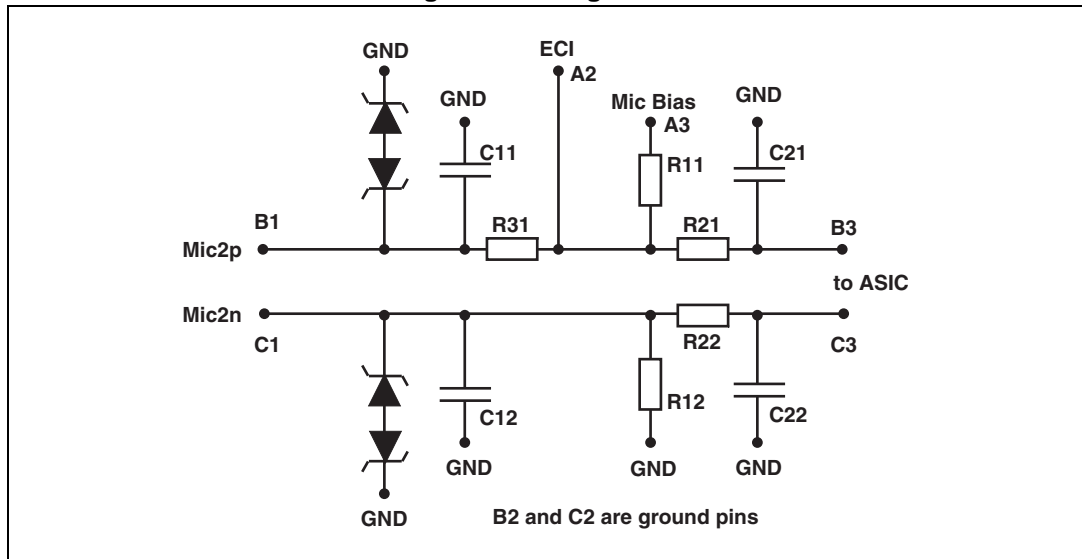 GND
ECI
A2
GND
Mic Bias
A3
GND
C11
R11
C21
B1
R31
R21
B3
Mic2p
to ASIC
Mic2n
C1
R22
C3
C12
R12
C22
GND
GND
GND
GND
B2 and C2 are ground pins